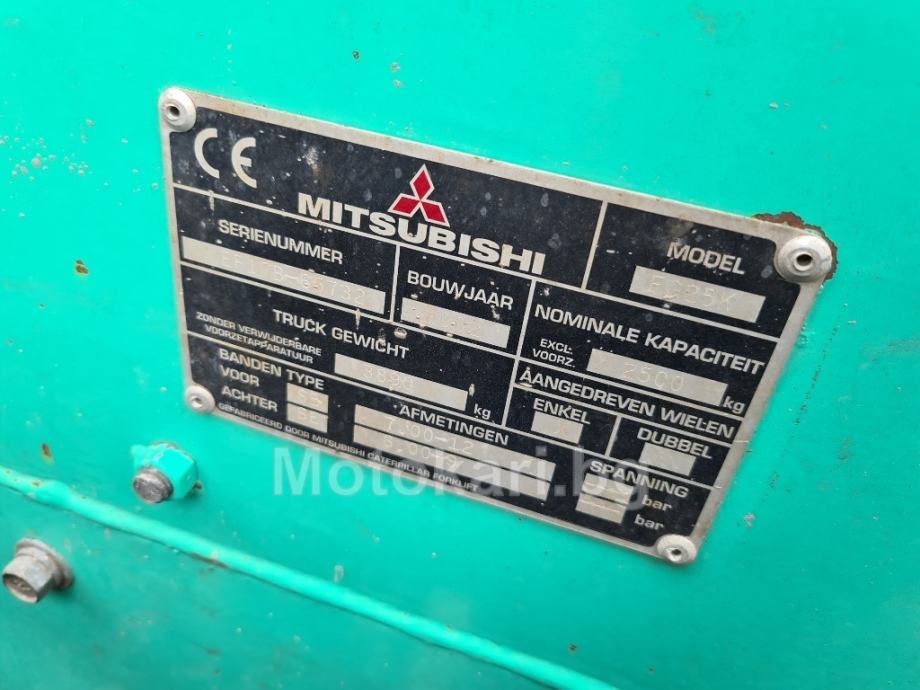 CE
MITSUBISHI
MODEL
FG25K
SERIENUMMER
BOUWJAAR
NOMINALE KAPACITEIT
EXCL.
VOORZ.
2500
kg
TRUCK GEWICHT
ZONDER VERWIJDERBARE
VOORZETAPPARATUUR
kg
AANGEDREVEN WIELEN
ENKEL
DUBBEL
BANDEN TYPE
VOOR
ACHTER
AFMETINGEN
7.00-12
SPANNING
bar
bar
GEFABRICEERD DOOR MITSUBISHI CATERPILLAR FORKLIFT
Motokari.bg